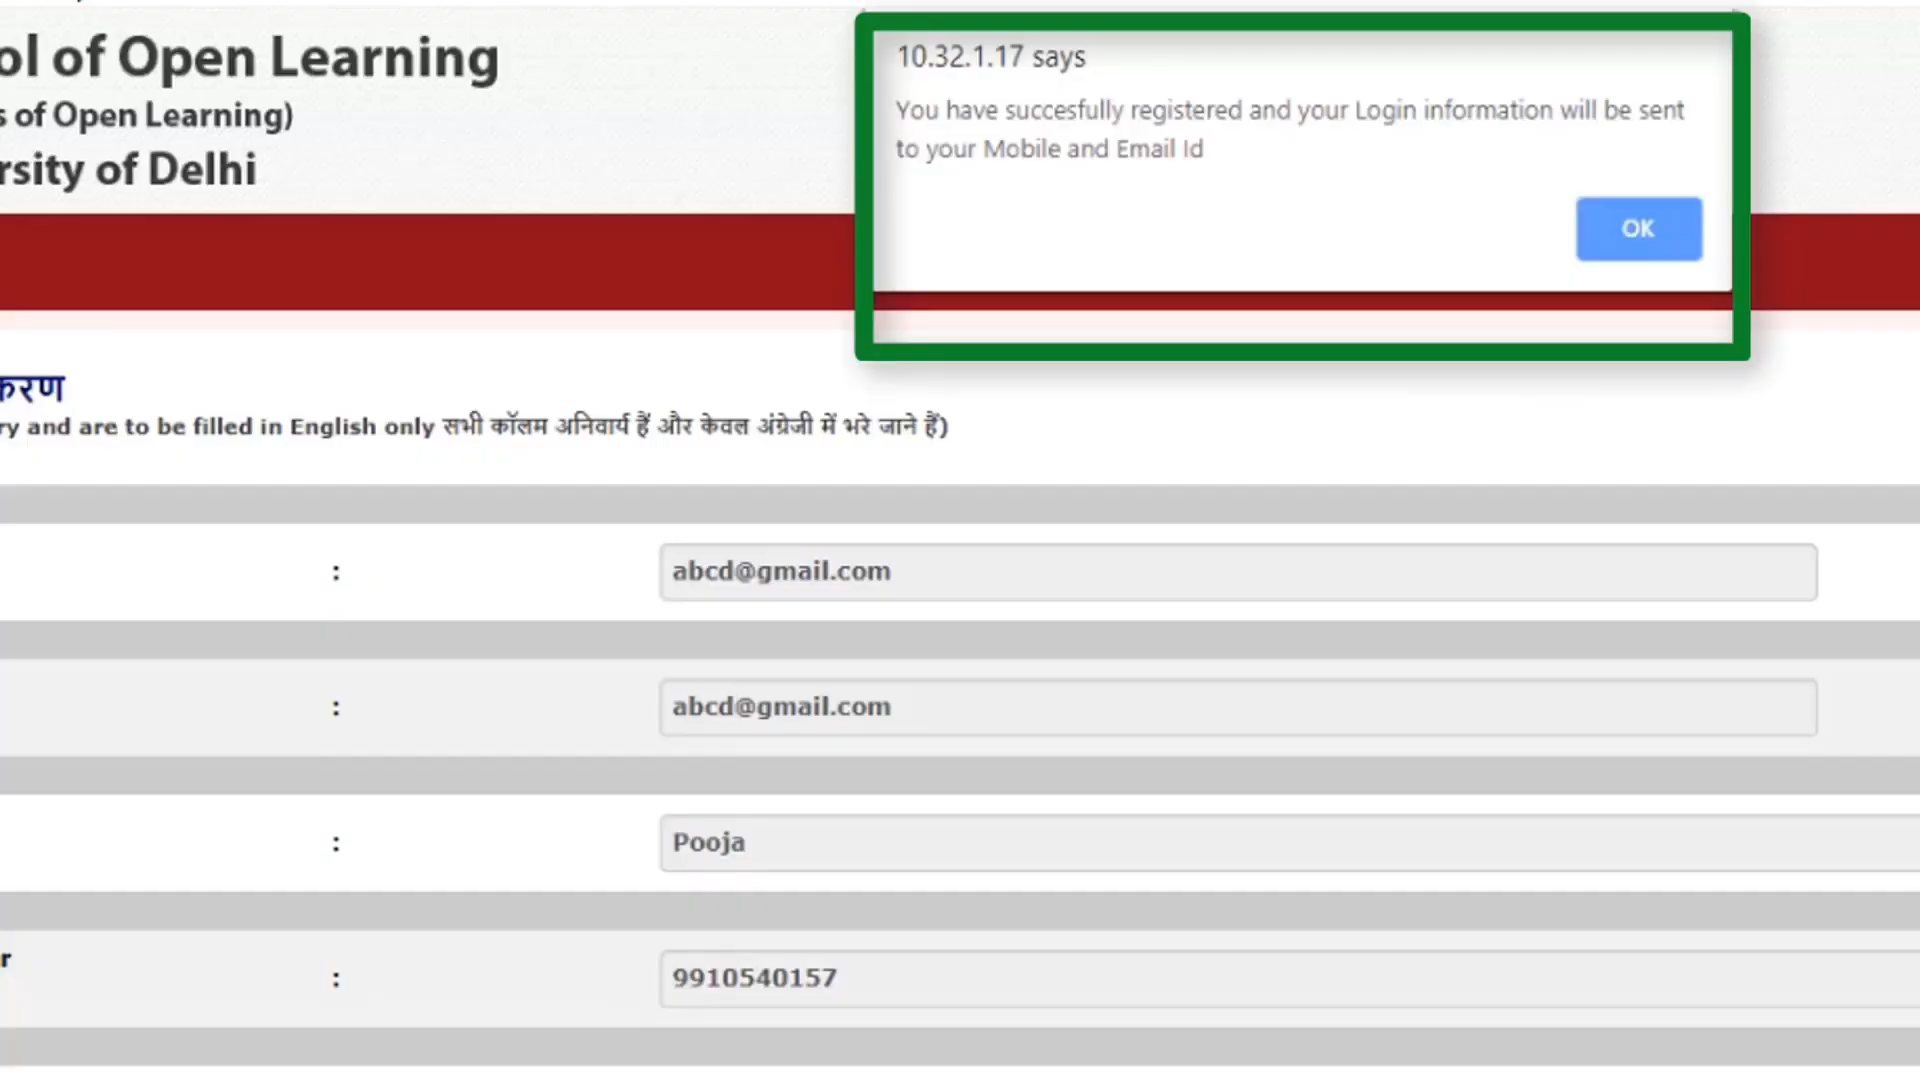 ol of Open Learning
s of Open Learning)
rsity of Delhi
10.32.1.17 says
You have succesfully registered and your Login information will be sent
to your Mobile and Email Id
OK
करण
ry and are to be filled in English only सभी कॉलम अनिवार्य हैं और केवल अंग्रेजी में भरे जाने हैं)
: abcd@gmail.com
: abcd@gmail.com
: Pooja
r
: 9910540157